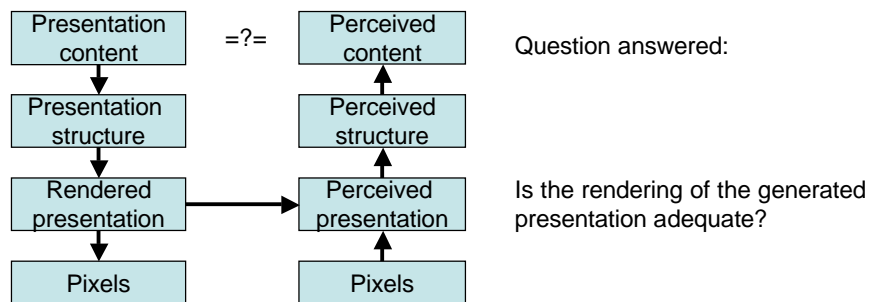 Presentation
content
=?=
Perceived
content
Question answered:
Presentation
structure
Perceived
structure
Rendered
presentation
Perceived
presentation
Is the rendering of the generated
presentation adequate?
Pixels
Pixels